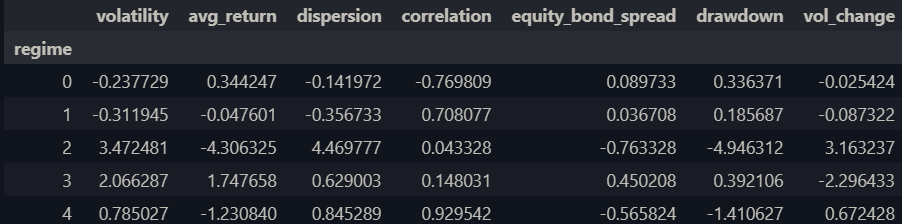 volatility avg_return dispersion correlation equity_bond_spread drawdown vol_change
regime
0 -0.237729 0.344247 -0.141972 -0.769809 0.089733 0.336371 -0.025424
1 -0.311945 -0.047601 -0.356733 0.708077 0.036708 0.185687 -0.087322
2 3.472481 -4.306325 4.469777 0.043328 -0.763328 -4.946312 3.163237
3 2.066287 1.747658 0.629003 0.148031 0.450208 0.392106 -2.296433
4 0.785027 -1.230840 0.845289 0.929542 -0.565824 -1.410627 0.672428